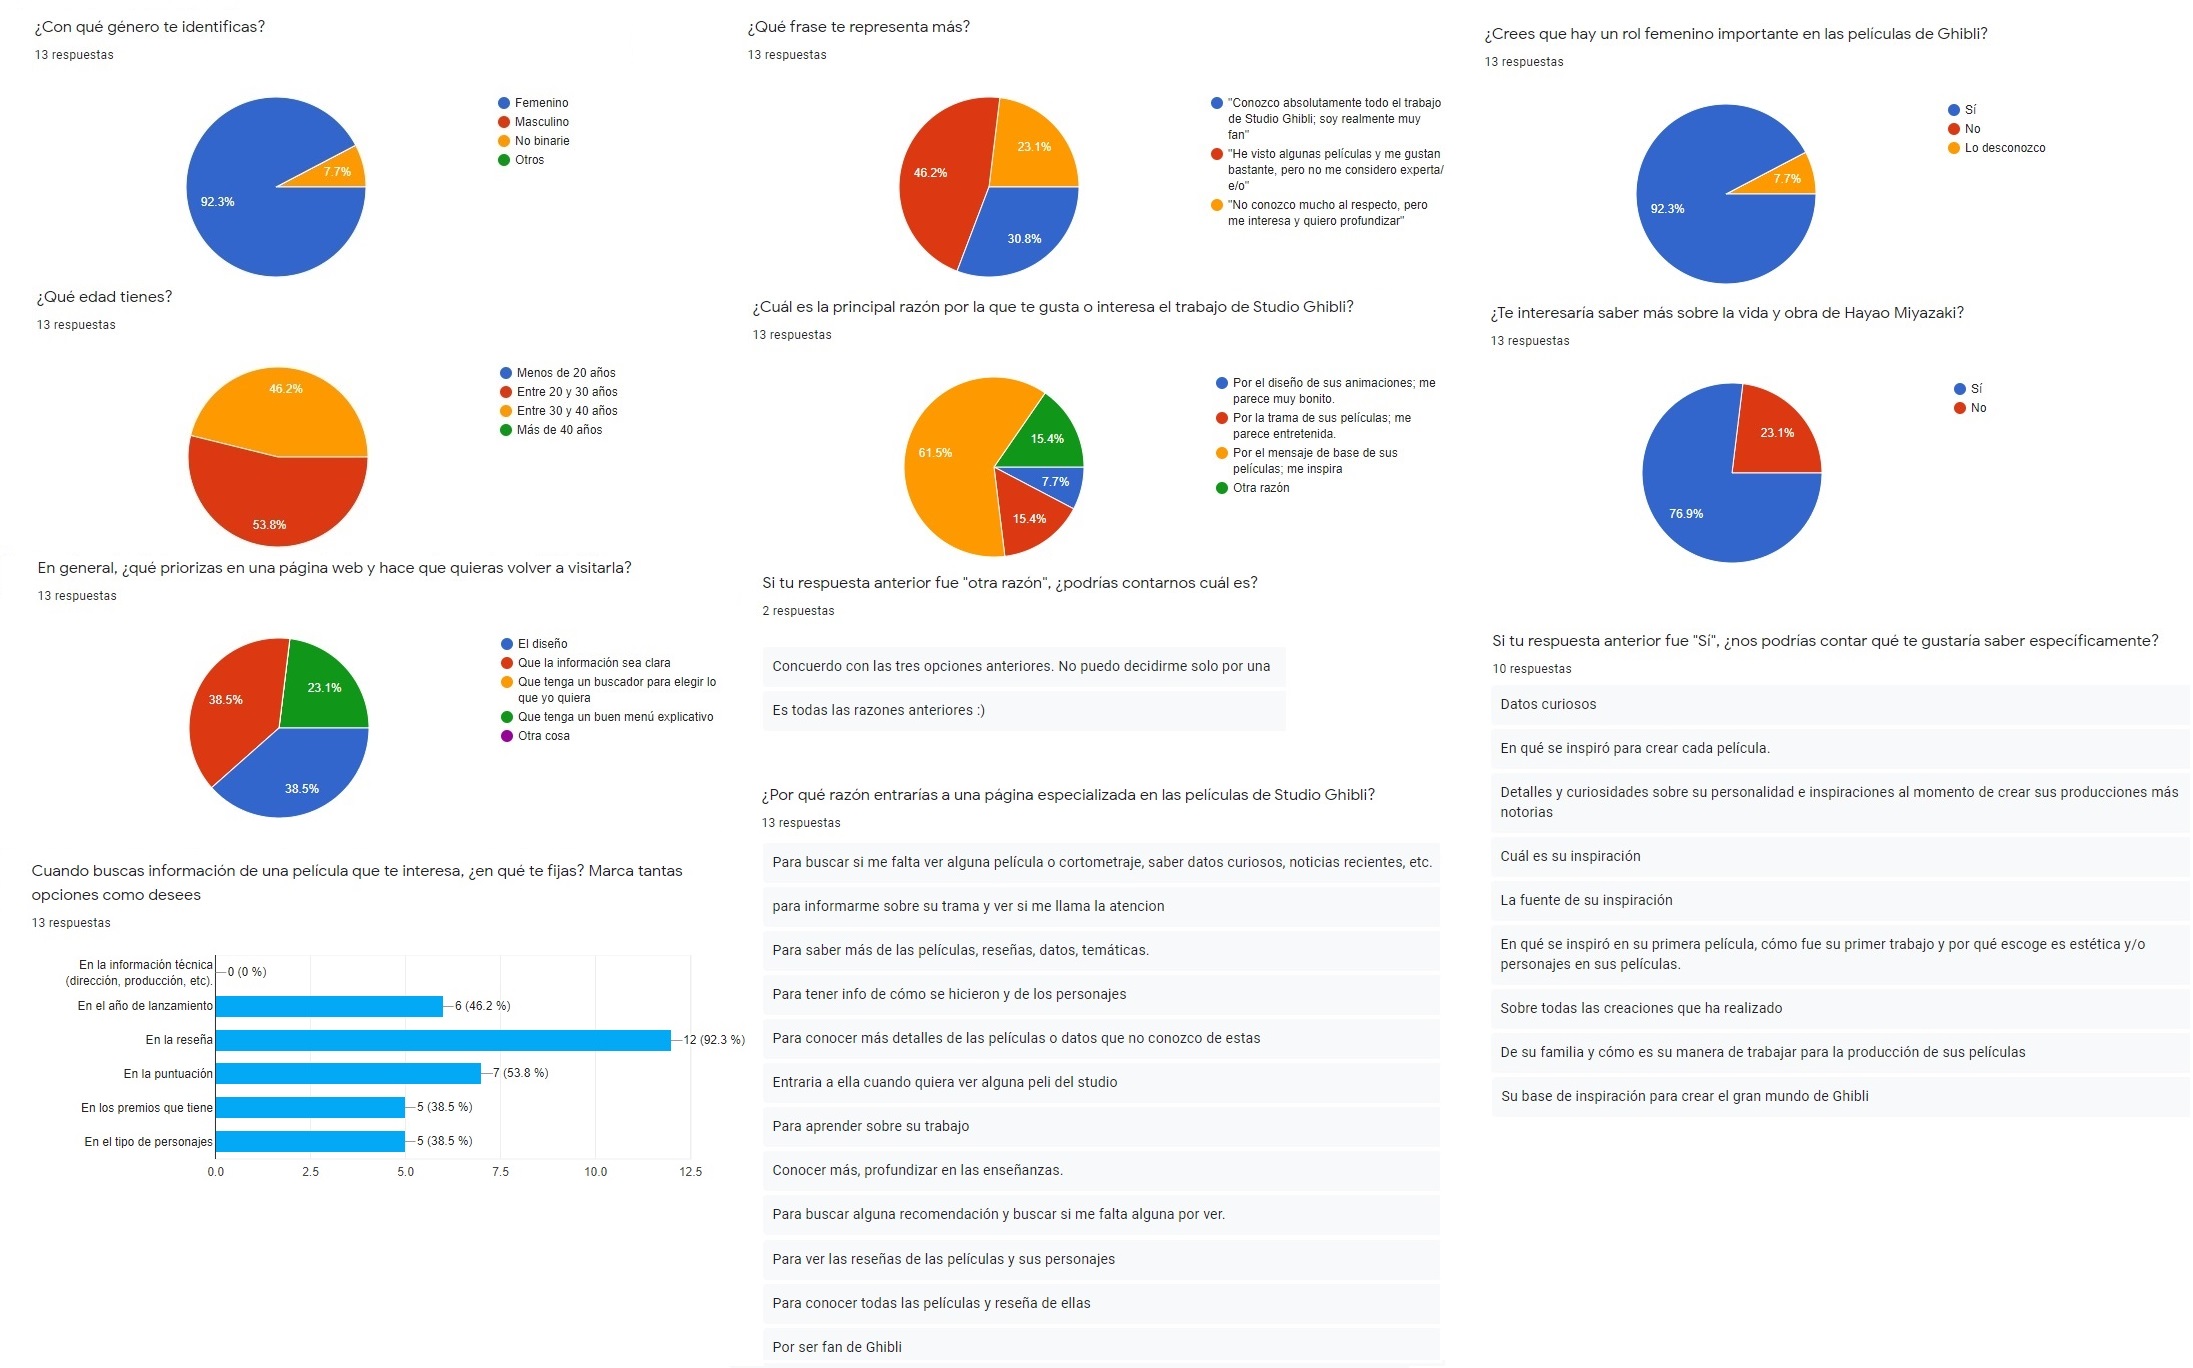 ¿Con qué género te identificas?
13 respuestas
Femenino
Masculino
No binarie
Otros
7.7%
92.3%
¿Qué edad tienes?
13 respuestas
Menos de 20 años
Entre 20 y 30 años
Entre 30 y 40 años
Más de 40 años
46.2%
53.8%
En general, ¿qué priorizas en una página web y hace que quieras volver a visitarla?
13 respuestas
El diseño
Que la información sea clara
Que tenga un buscador para elegir lo
que yo quiera
Que tenga un buen menú explicativo
Otra cosa
23.1%
38.5%
38.5%
Cuando buscas información de una película que te interesa, ¿en qué te fijas? Marca tantas
opciones como desees
13 respuestas
En la información técnica
(dirección, producción, etc).
0 (0 %)
En el año de lanzamiento
6 (46.2 %)
En la reseña
12 (92.3 %)
En la puntuación
7 (53.8 %)
En los premios que tiene
5 (38.5 %)
En el tipo de personajes
5 (38.5 %)
0.0 2.5 5.0 7.5 10.0 12.5
¿Qué frase te representa más?
13 respuestas
"Conozco absolutamente todo el trabajo
de Studio Ghibli; soy realmente muy
fan"
"He visto algunas películas y me gustan
bastante, pero no me considero experta/
e/o"
"No conozco mucho al respecto, pero
me interesa y quiero profundizar"
23.1%
46.2%
30.8%
¿Cuál es la principal razón por la que te gusta o interesa el trabajo de Studio Ghibli?
13 respuestas
Por el diseño de sus animaciones; me
parece muy bonito.
Por la trama de sus películas; me
parece entretenida.
Por el mensaje de base de sus
películas; me inspira
Otra razón
15.4%
61.5%
7.7%
15.4%
Si tu respuesta anterior fue "otra razón", ¿podrías contarnos cuál es?
2 respuestas
Concuerdo con las tres opciones anteriores. No puedo decidirme solo por una
Es todas las razones anteriores :)
¿Por qué razón entrarías a una página especializada en las películas de Studio Ghibli?
13 respuestas
Para buscar si me falta ver alguna película o cortometraje, saber datos curiosos, noticias recientes, etc.
para informarme sobre su trama y ver si me llama la atencion
Para saber más de las películas, reseñas, datos, temáticas.
Para tener info de cómo se hicieron y de los personajes
Para conocer más detalles de las películas o datos que no conozco de estas
Entraria a ella cuando quiera ver alguna peli del studio
Para aprender sobre su trabajo
Conocer más, profundizar en las enseñanzas.
Para buscar alguna recomendación y buscar si me falta alguna por ver.
Para ver las reseñas de las películas y sus personajes
Para conocer todas las películas y reseña de ellas
Por ser fan de Ghibli
¿Crees que hay un rol femenino importante en las películas de Ghibli?
13 respuestas
Sí
No
Lo desconozco
7.7%
92.3%
¿Te interesaría saber más sobre la vida y obra de Hayao Miyazaki?
13 respuestas
Sí
No
23.1%
76.9%
Si tu respuesta anterior fue "Sí", ¿nos podrías contar qué te gustaría saber específicamente?
10 respuestas
Datos curiosos
En qué se inspiró para crear cada película.
Detalles y curiosidades sobre su personalidad e inspiraciones al momento de crear sus producciones más
notorias
Cuál es su inspiración
La fuente de su inspiración
En qué se inspiró en su primera película, cómo fue su primer trabajo y por qué escoge es estética y/o
personajes en sus películas.
Sobre todas las creaciones que ha realizado
De su familia y cómo es su manera de trabajar para la producción de sus películas
Su base de inspiración para crear el gran mundo de Ghibli